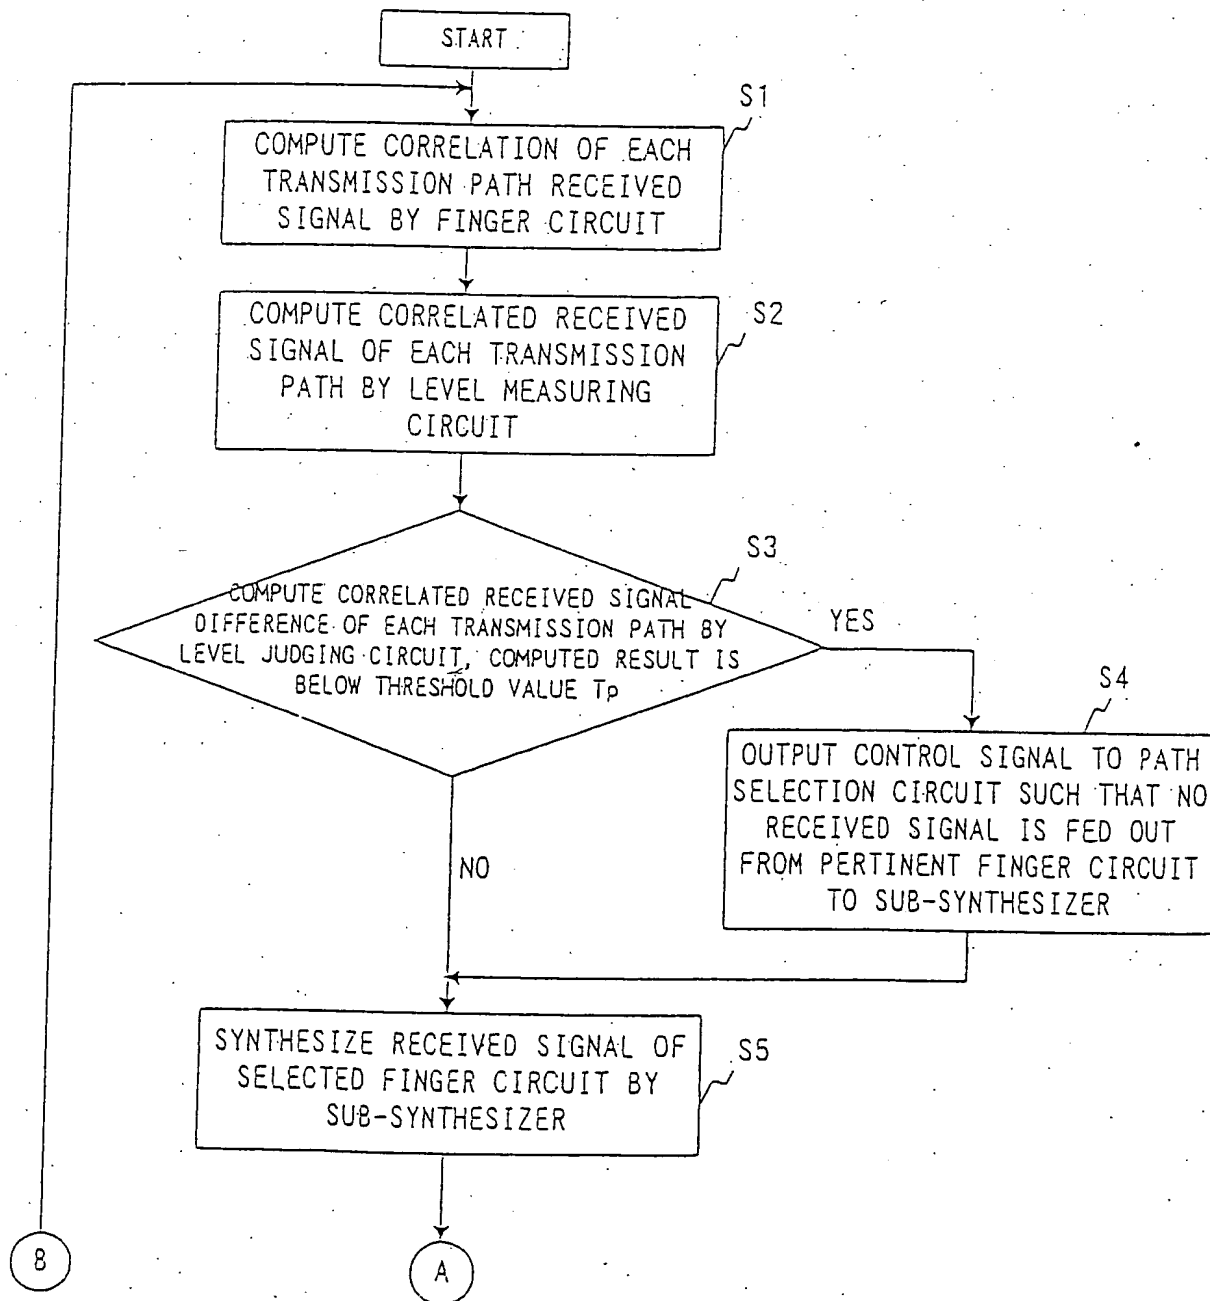 START
S1
COMPUTE CORRELATION OF EACH
TRANSMISSION PATH RECEIVED
SIGNAL BY FINGER CIRCUIT
S2
COMPUTE CORRELATED RECEIVED
SIGNAL OF EACH TRANSMISSION
PATH BY LEVEL MEASURING
CIRCUIT
S3
COMPUTE CORRELATED RECEIVED SIGNAL
DIFFERENCE OF EACH TRANSMISSION PATH BY
LEVEL JUDGING CIRCUIT, COMPUTED RESULT IS
BELOW THRESHOLD VALUE Tp
YES
S4
OUTPUT CONTROL SIGNAL TO PATH
SELECTION CIRCUIT SUCH THAT NO
RECEIVED SIGNAL IS FED OUT
FROM PERTINENT FINGER CIRCUIT
TO SUB-SYNTHESIZER
NO
S5
SYNTHESIZE RECEIVED SIGNAL OF
SELECTED FINGER CIRCUIT BY
SUB-SYNTHESIZER
B
A